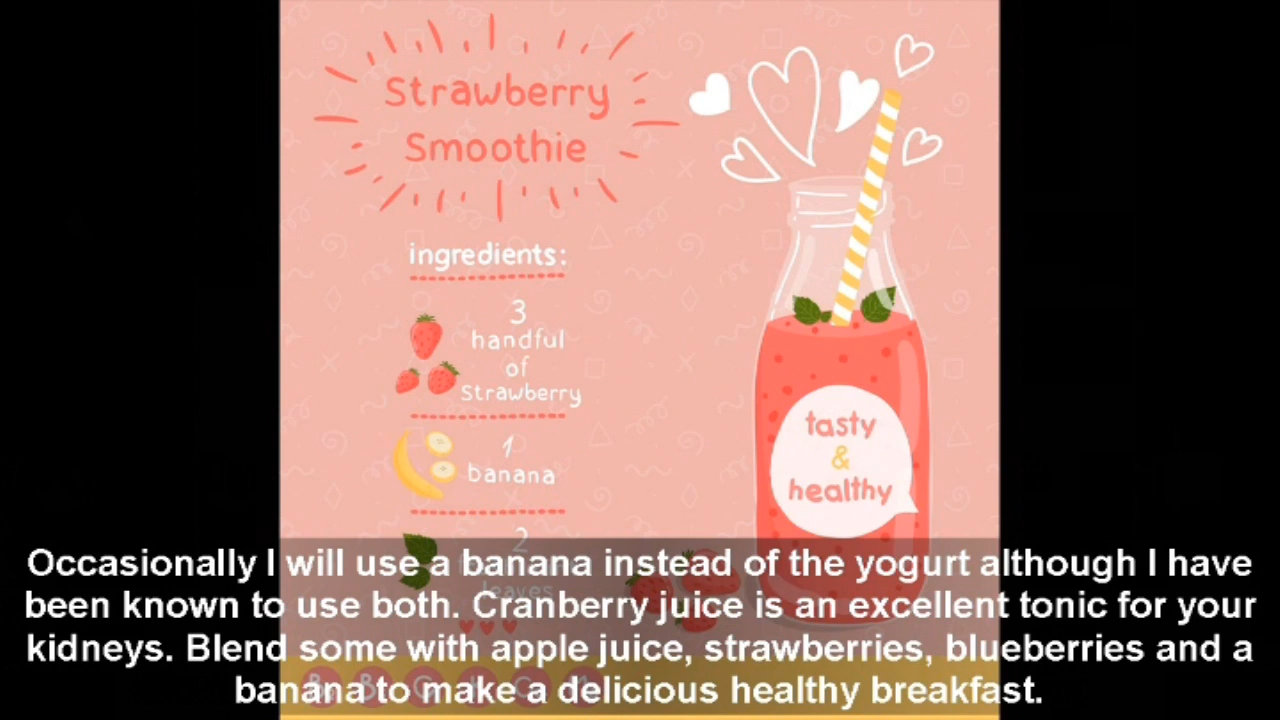 Strawberry
Smoothie
ingredients:
3
handful
of
Strawberry
1
banana
2
leaves
tasty
&
healthy
Occasionally I will use a banana instead of the yogurt although I have
been known to use both. Cranberry juice is an excellent tonic for your
kidneys. Blend some with apple juice, strawberries, blueberries and a
banana to make a delicious healthy breakfast.